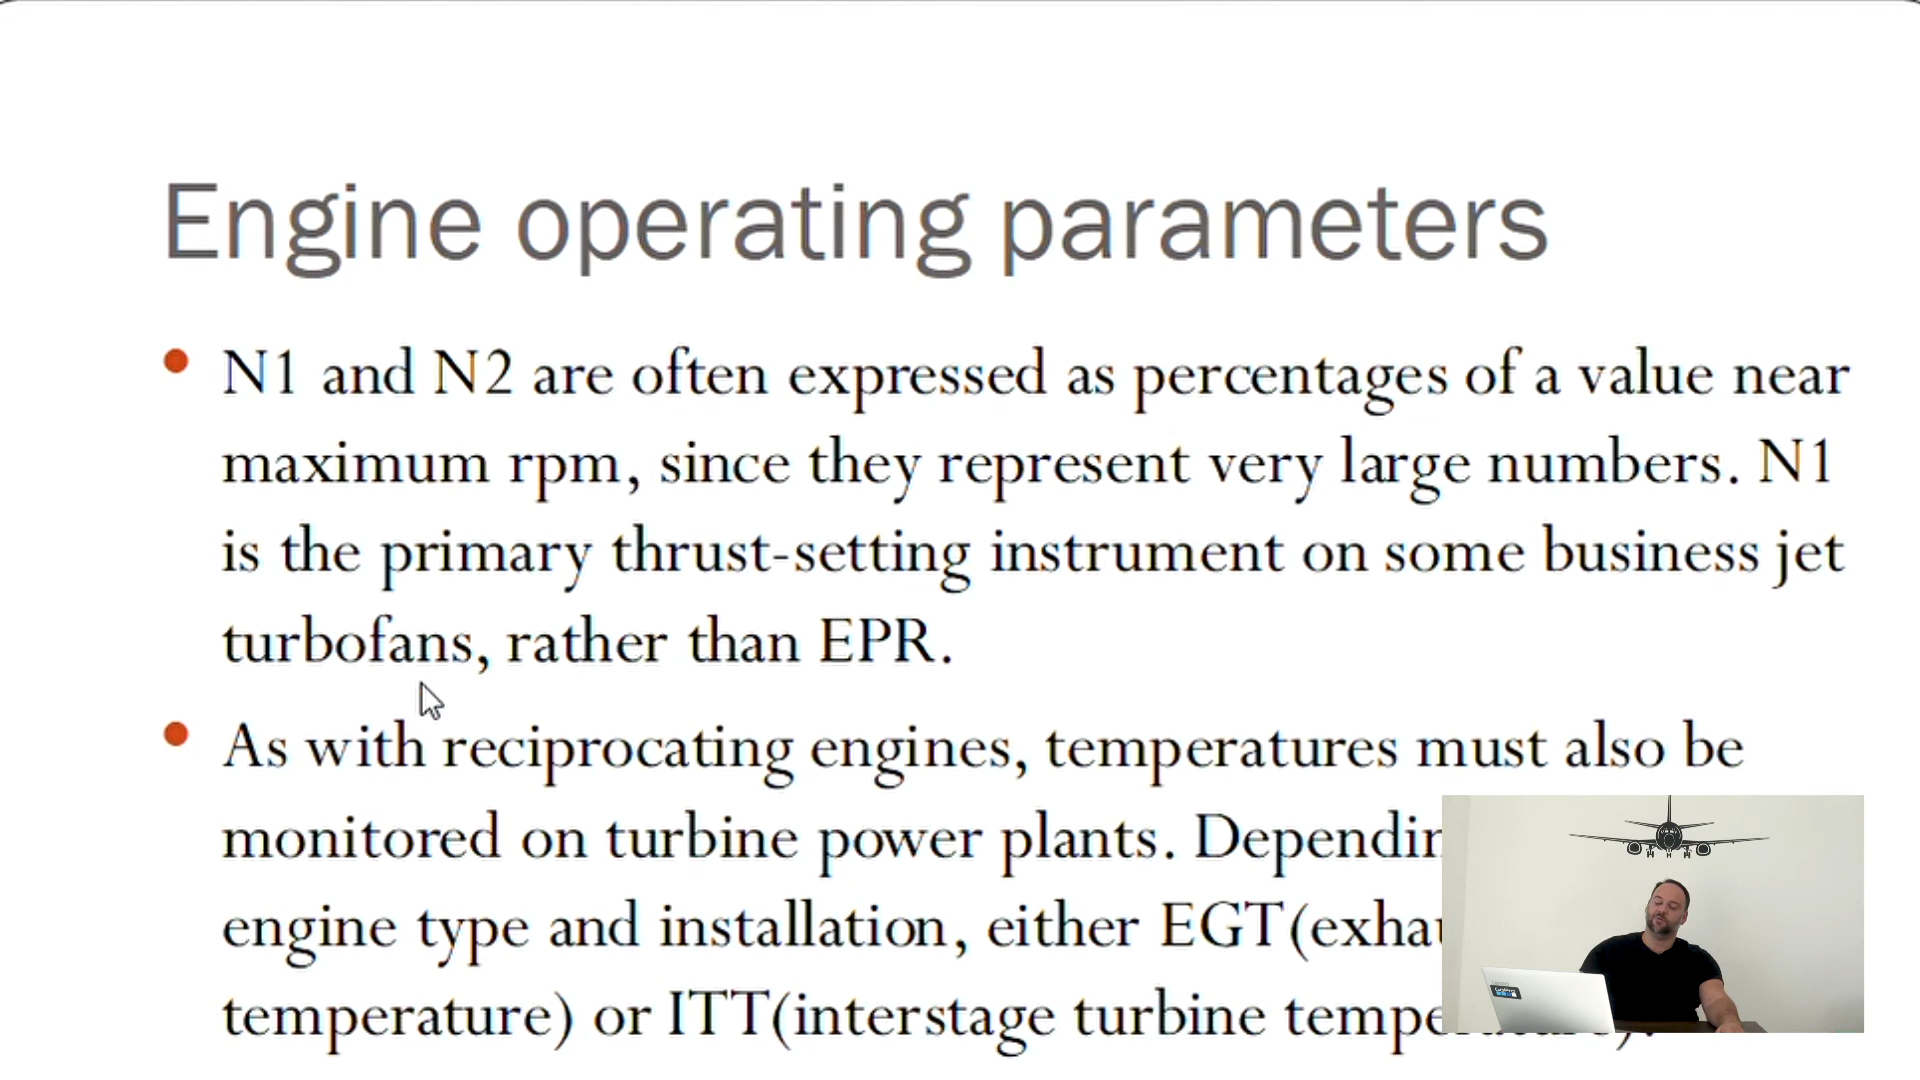 Engine operating parameters
• N1 and N2 are often expressed as percentages of a value near
maximum rpm, since they represent very large numbers. N1
is the primary thrust-setting instrument on some business jet
turbofans, rather than EPR.
• As with reciprocating engines, temperatures must also be
monitored on turbine power plants.
engine type and installation, either EGT(
temperature) or ITT(interstage turbine